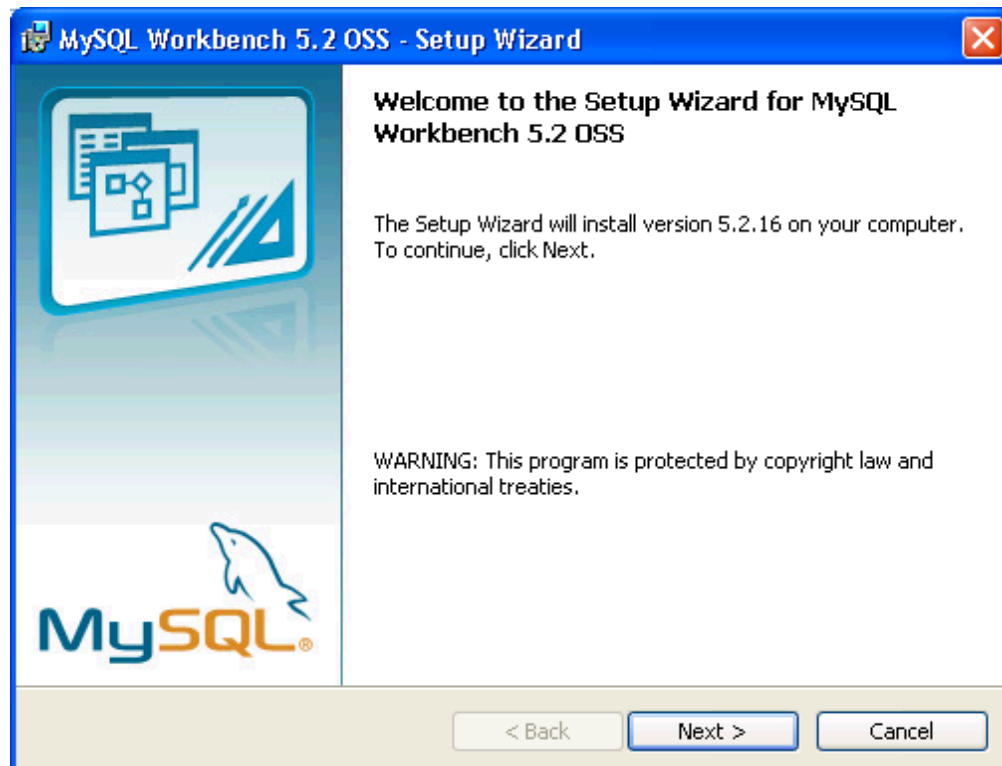 MySQL Workbench 5.2 OSS - Setup Wizard
Welcome to the Setup Wizard for MySQL
Workbench 5.2 OSS
The Setup Wizard will install version 5.2.16 on your computer.
To continue, click Next.
WARNING: This program is protected by copyright law and
international treaties.
MySQL®
< Back
Next >
Cancel